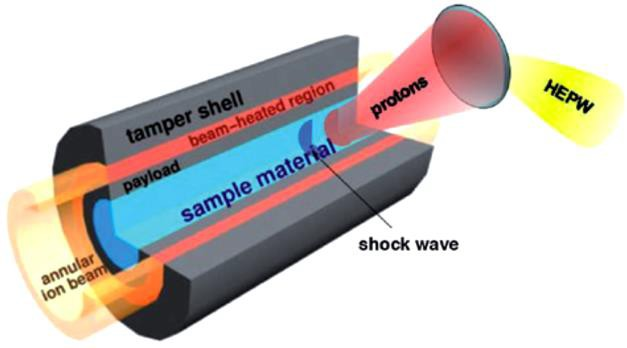 tamper shell
beam-heated region
payload
sample material
protons
HEPW
shock wave
annular
ion beam